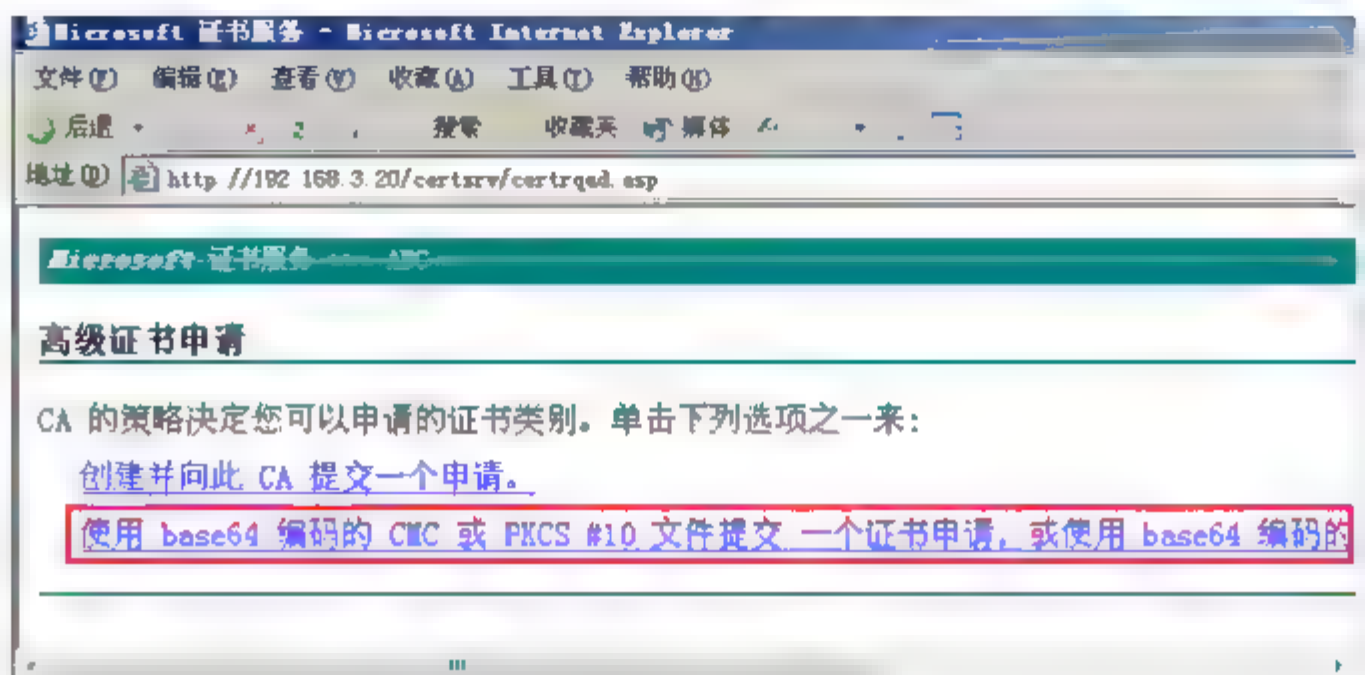 Microsoft 证书服务 - Microsoft Internet Explorer
文件(F) 编辑(E) 查看(V) 收藏(A) 工具(T) 帮助(H)
后退 搜索 收藏夹 媒体
地址(D) http://192.168.3.20/certsrv/certrqad.asp
Microsoft 证书服务 -- ABC
高级证书申请
CA 的策略决定您可以申请的证书类别。单击下列选项之一来:
创建并向此 CA 提交一个申请。
使用 base64 编码的 CMC 或 PKCS #10 文件提交 一个证书申请,或使用 base64 编码的